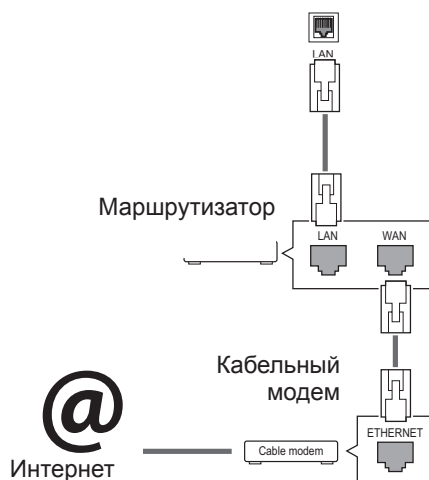 LAN
Маршрутизатор
LAN
WAN
Кабельный
модем
ETHERNET
@
Cable modem
Интернет